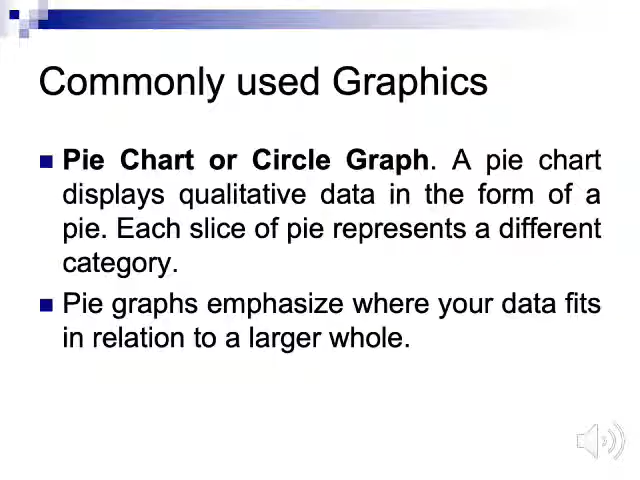 Commonly used Graphics
Pie Chart or Circle Graph. A pie chart
displays qualitative data in the form of a
pie. Each slice of pie represents a different
category.
Pie graphs emphasize where your data fits
in relation to a larger whole.